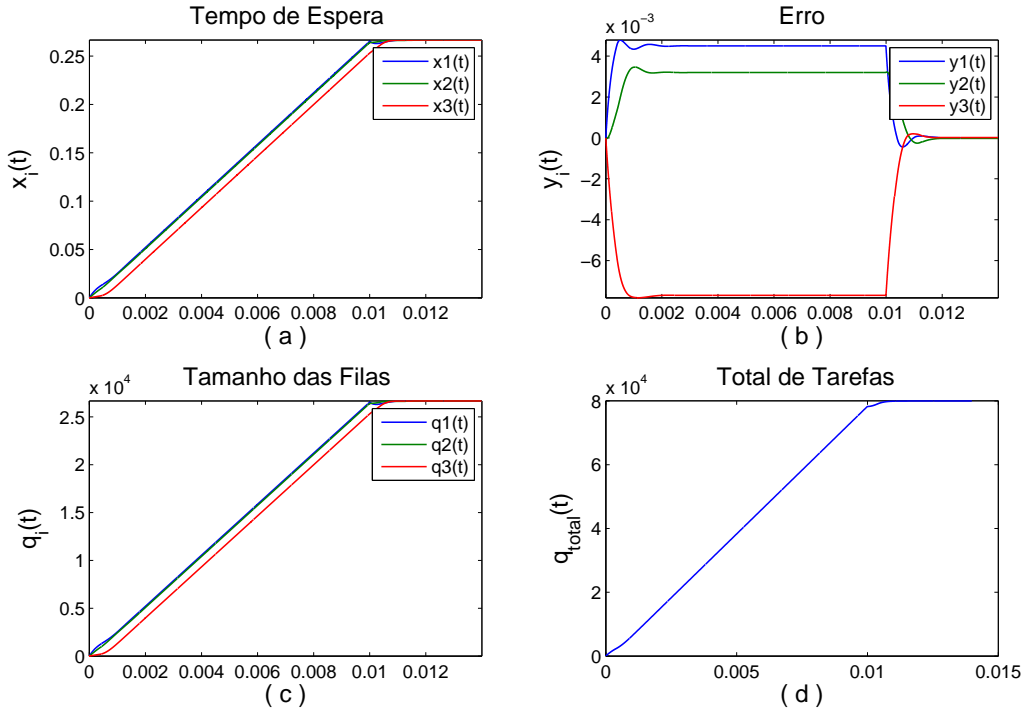 Tempo de Espera
x_i(t)
0.25
0.2
0.15
0.1
0.05
0
x1(t)
x2(t)
x3(t)
0 0.002 0.004 0.006 0.008 0.01 0.012
( a )
Erro
x 10^-3
y_i(t)
4
2
0
−2
−4
−6
y1(t)
y2(t)
y3(t)
0 0.002 0.004 0.006 0.008 0.01 0.012
( b )
Tamanho das Filas
x 10^4
q_i(t)
2.5
2
1.5
1
0.5
0
q1(t)
q2(t)
q3(t)
0 0.002 0.004 0.006 0.008 0.01 0.012
( c )
Total de Tarefas
x 10^4
q_total(t)
8
6
4
2
0
0 0.005 0.01 0.015
( d )